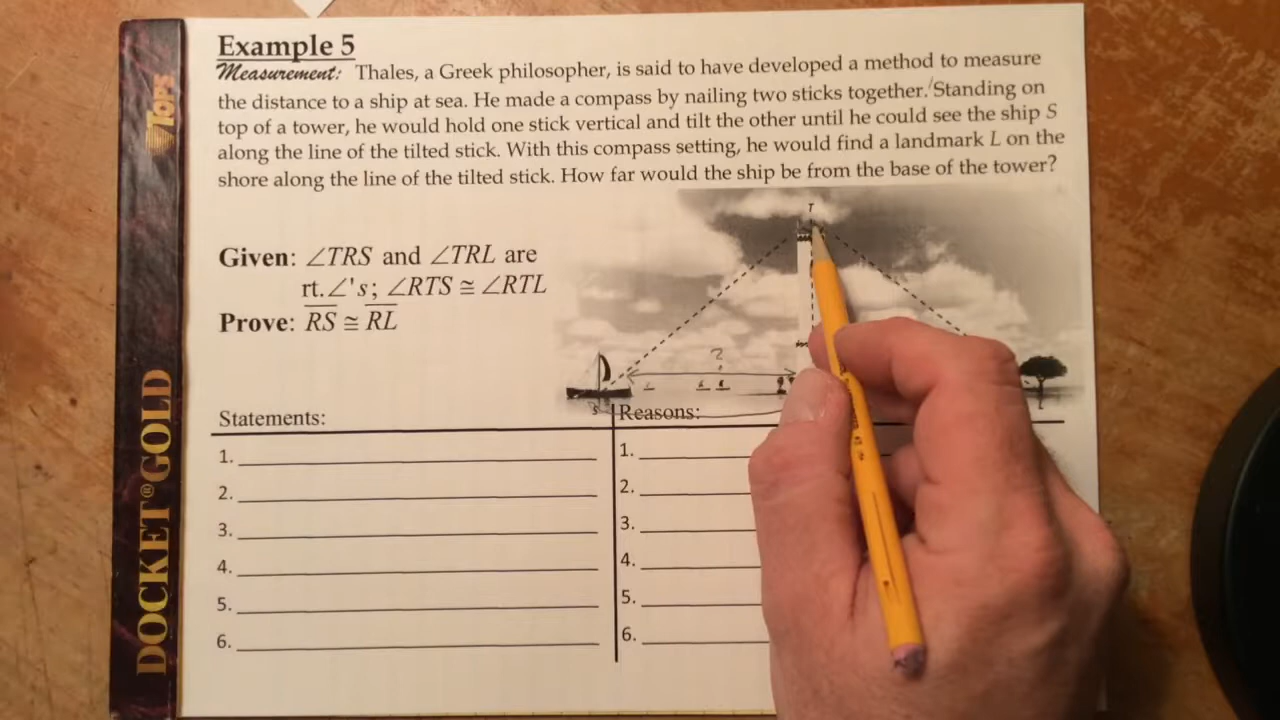 Example 5
Measurement: Thales, a Greek philosopher, is said to have developed a method to measure
the distance to a ship at sea. He made a compass by nailing two sticks together. Standing on
top of a tower, he would hold one stick vertical and tilt the other until he could see the ship S
along the line of the tilted stick. With this compass setting, he would find a landmark L on the
shore along the line of the tilted stick. How far would the ship be from the base of the tower?
Given: ∠TRS and ∠TRL are
rt.∠'s; ∠RTS ≅ ∠RTL
Prove: R̅S̅ ≅ R̅L̅
T
?
S
L
Statements:
Reasons:
1.
2.
3.
4.
5.
6.
1.
2.
3.
4.
5.
6.
TOPS
DOCKET® GOLD